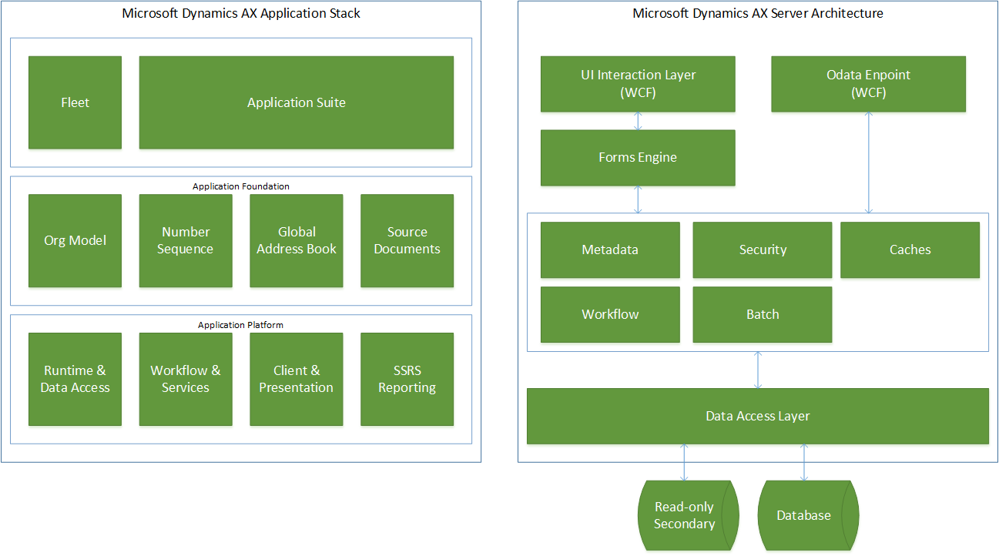 Microsoft Dynamics AX Application Stack
Fleet
Application Suite
Application Foundation
Org Model
Number
Sequence
Global
Address Book
Source
Documents
Application Platform
Runtime &
Data Access
Workflow &
Services
Client &
Presentation
SSRS
Reporting
Microsoft Dynamics AX Server Architecture
UI Interaction Layer
(WCF)
Odata Enpoint
(WCF)
Forms Engine
Metadata
Security
Caches
Workflow
Batch
Data Access Layer
Read-only
Secondary
Database